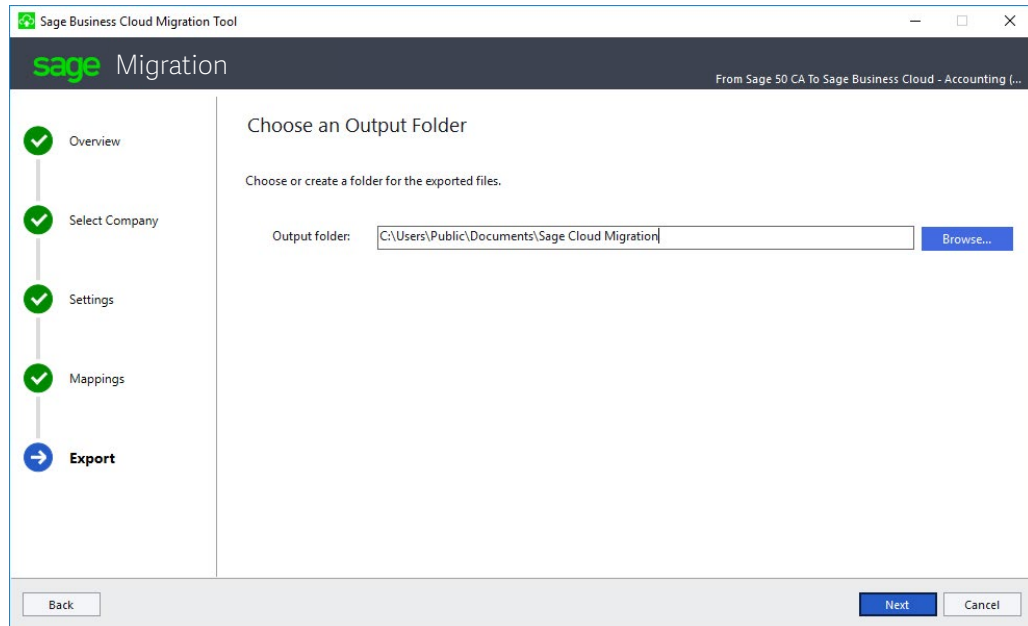 Sage Business Cloud Migration Tool
sage Migration
From Sage 50 CA To Sage Business Cloud - Accounting (...
Overview
Select Company
Settings
Mappings
Export
Choose an Output Folder
Choose or create a folder for the exported files.
Output folder: C:\Users\Public\Documents\Sage Cloud Migration Browse...
Back Next Cancel